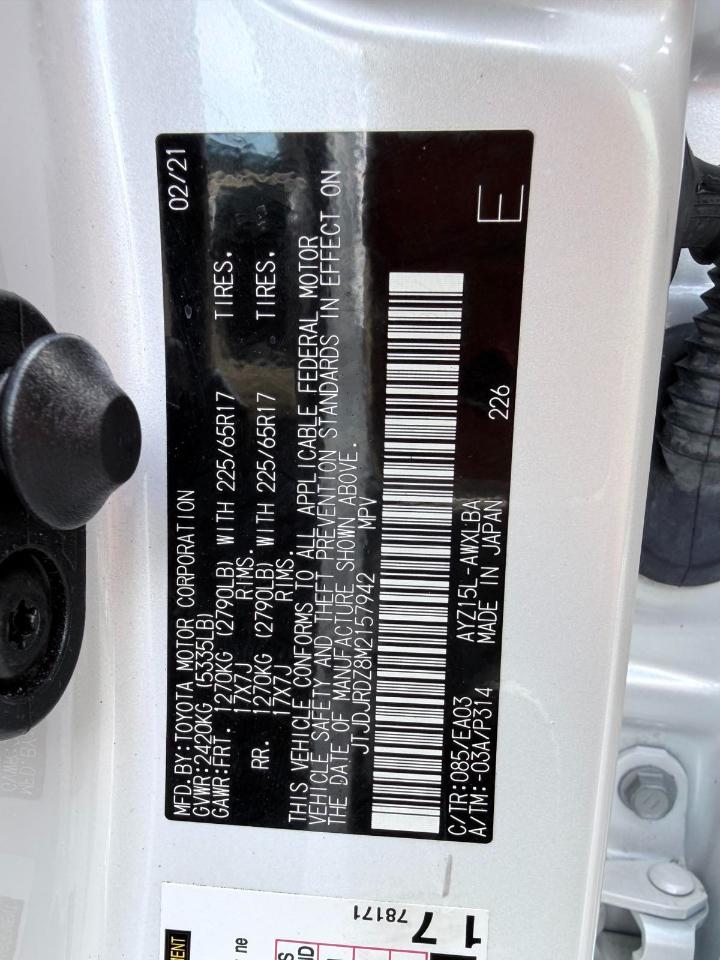 MFD.BY:TOYOTA MOTOR CORPORATION 02/21
GVWR:2420KG (5335LB)
GAWR:FRT. 1270KG (2790LB) WITH 225/65R17 TIRES.
17X7J RIMS.
RR. 1270KG (2790LB) WITH 225/65R17 TIRES.
17X7J RIMS.
THIS VEHICLE CONFORMS TO ALL APPLICABLE FEDERAL MOTOR
VEHICLE SAFETY AND THEFT PREVENTION STANDARDS IN EFFECT ON
THE DATE OF MANUFACTURE SHOWN ABOVE.
JTJDJRDZ8M2157942 MPV
C/TR:085/EA03 AYZ15L-AWXLBA
A/TM:-03A/P314 MADE IN JAPAN 226 E
78171
17
ne